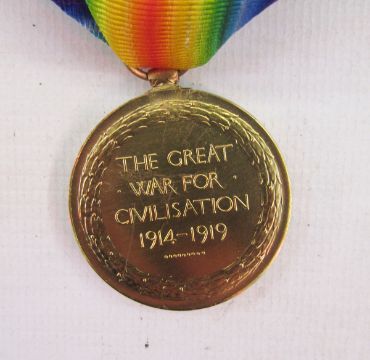 THE GREAT
· WAR FOR ·
CIVILISATION
1914-1919